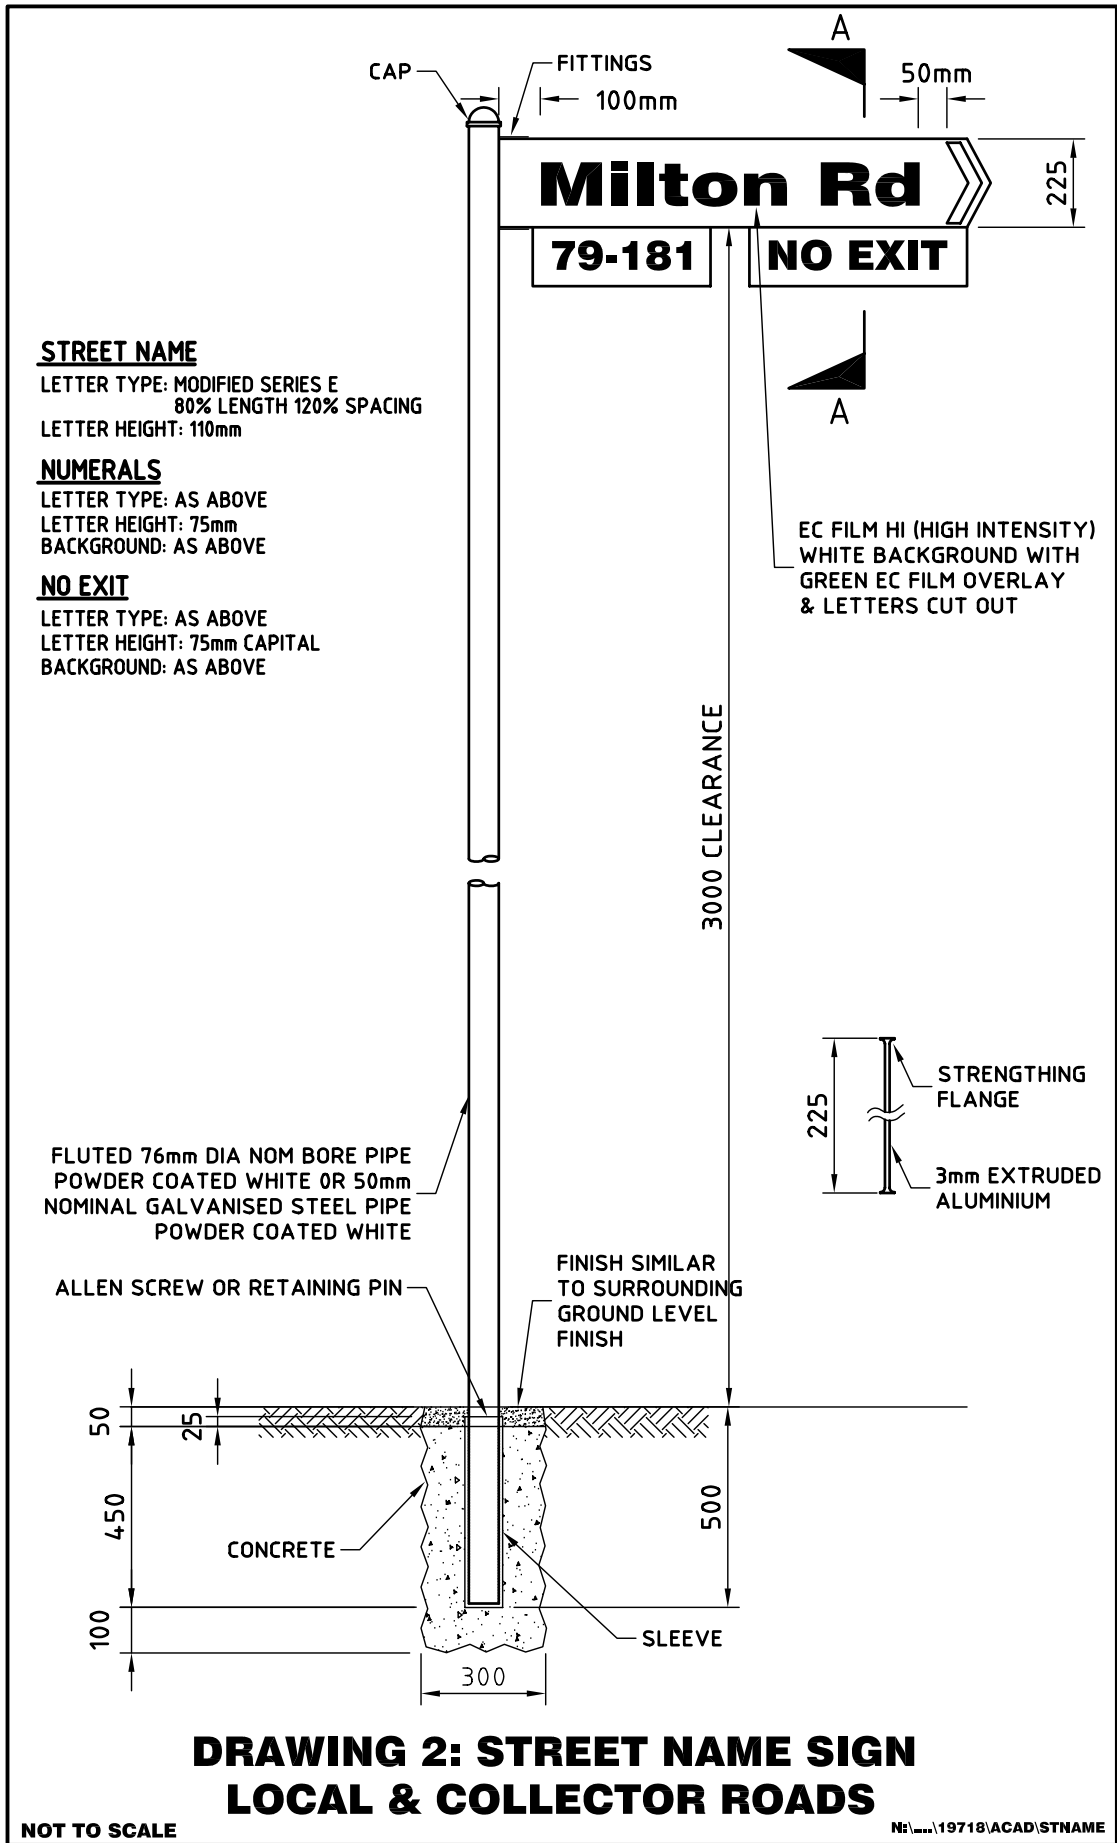 A
CAP
FITTINGS
50mm
100mm
Milton Rd
225
79-181
NO EXIT
STREET NAME
LETTER TYPE: MODIFIED SERIES E
80% LENGTH 120% SPACING
LETTER HEIGHT: 110mm
A
NUMERALS
LETTER TYPE: AS ABOVE
LETTER HEIGHT: 75mm
BACKGROUND: AS ABOVE
NO EXIT
LETTER TYPE: AS ABOVE
LETTER HEIGHT: 75mm CAPITAL
BACKGROUND: AS ABOVE
EC FILM HI (HIGH INTENSITY)
WHITE BACKGROUND WITH
GREEN EC FILM OVERLAY
& LETTERS CUT OUT
3000 CLEARANCE
225
STRENGTHING
FLANGE
3mm EXTRUDED
ALUMINIUM
FLUTED 76mm DIA NOM BORE PIPE
POWDER COATED WHITE OR 50mm
NOMINAL GALVANISED STEEL PIPE
POWDER COATED WHITE
ALLEN SCREW OR RETAINING PIN
FINISH SIMILAR
TO SURROUNDING
GROUND LEVEL
FINISH
50
25
450
500
CONCRETE
100
SLEEVE
300
DRAWING 2: STREET NAME SIGN
LOCAL & COLLECTOR ROADS
NOT TO SCALE
N:\...\19718\ACAD\STNAME